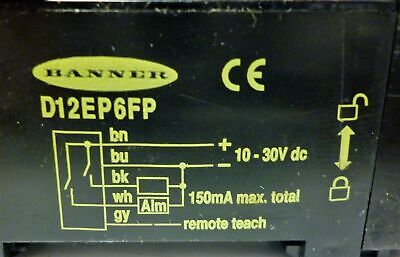 BANNER
CE
D12EP6FP
bn
bu
+
−
10 - 30V dc
bk
wh
Alm
150mA max. total
gy
remote teach